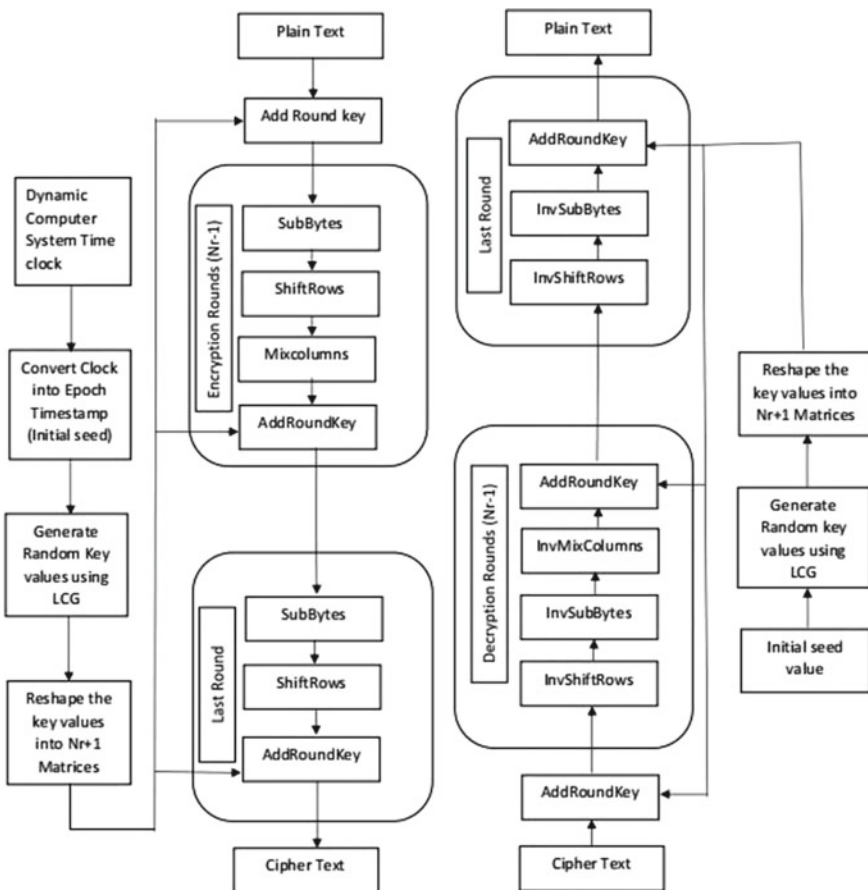 Plain Text
Add Round key
Dynamic
Computer
System Time
clock
Convert Clock
into Epoch
Timestamp
(Initial seed)
Generate
Random Key
values using
LCG
Reshape the
key values
into Nr+1
Matrices
Encryption Rounds (Nr-1)
SubBytes
ShiftRows
Mixcolumns
AddRoundKey
Last Round
SubBytes
ShiftRows
AddRoundKey
Cipher Text
Plain Text
Last Round
AddRoundKey
InvSubBytes
InvShiftRows
Decryption Rounds (Nr-1)
AddRoundKey
InvMixColumns
InvSubBytes
InvShiftRows
AddRoundKey
Cipher Text
Reshape the
key values into
Nr+1 Matrices
Generate
Random key
values using
LCG
Initial seed
value